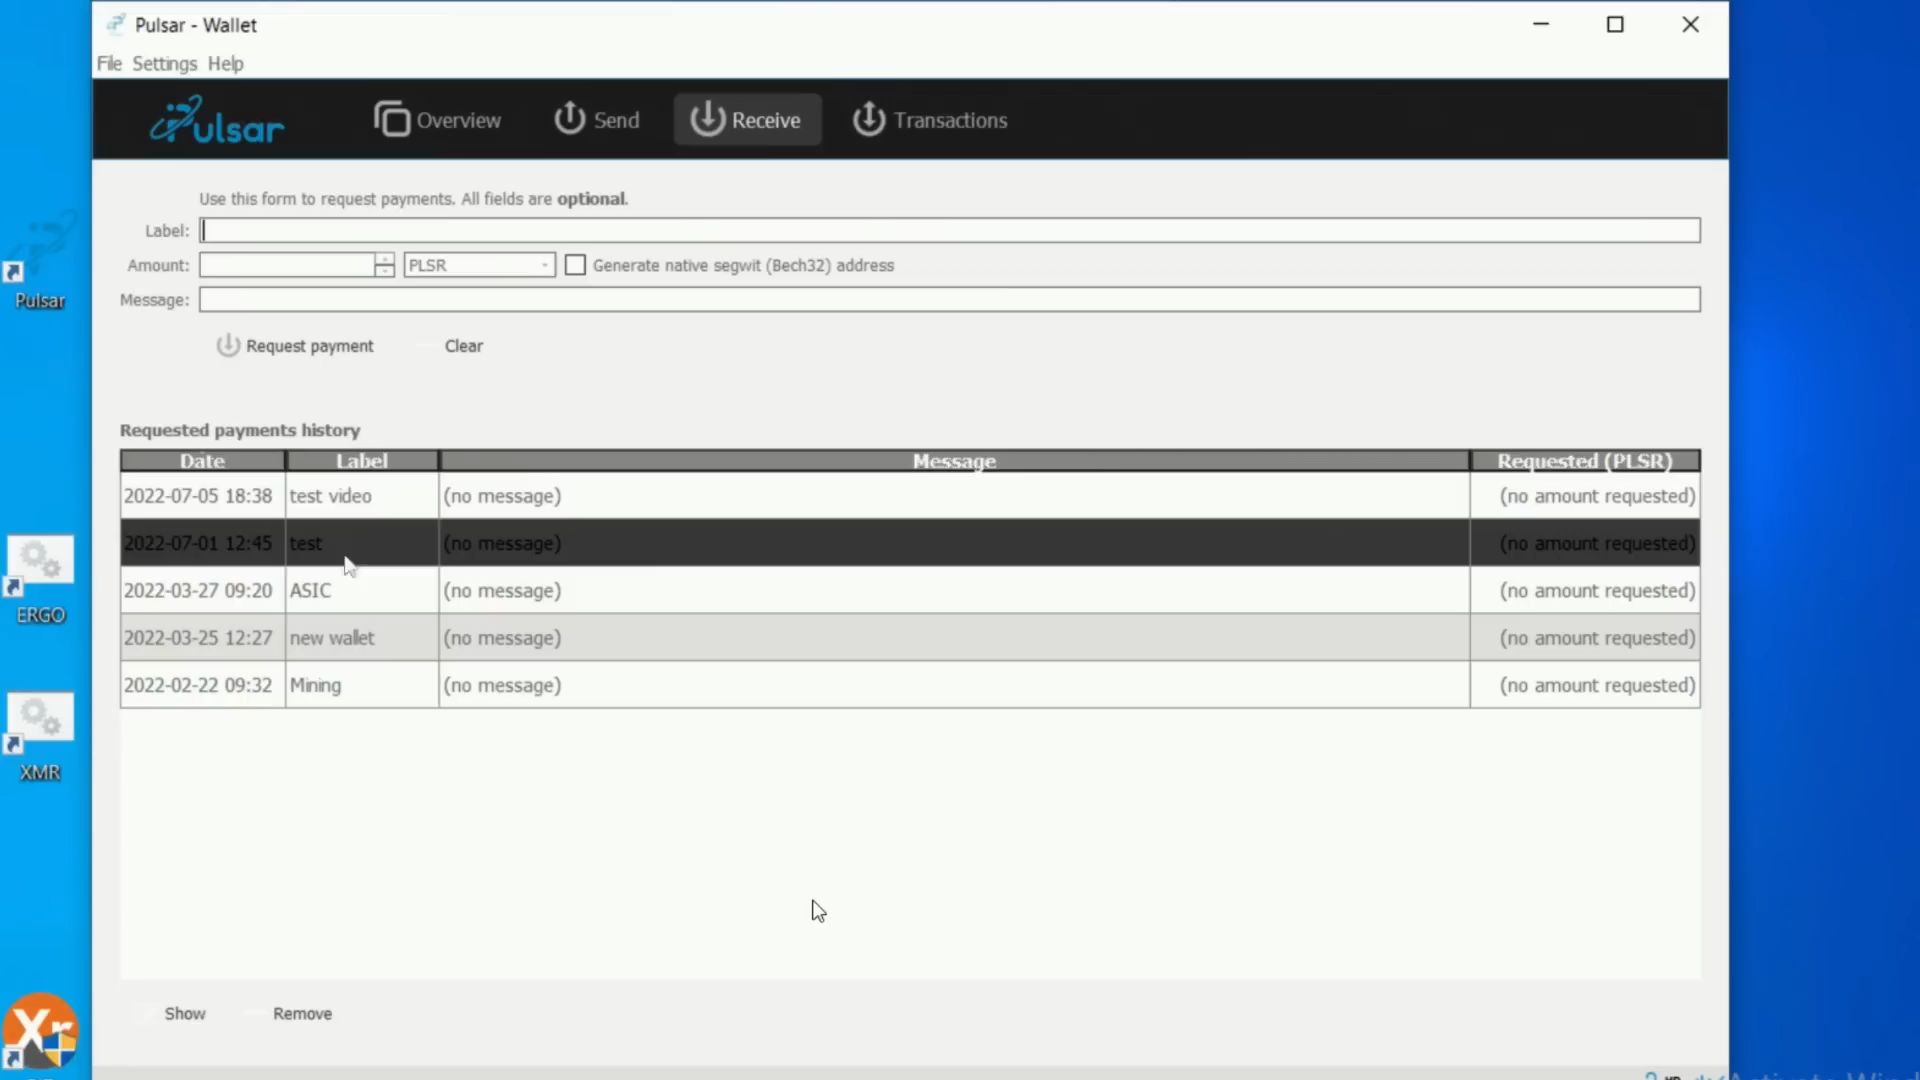 Pulsar - Wallet
File Settings Help
Pulsar Overview Send Receive Transactions
Use this form to request payments. All fields are optional.
Label:
Amount: PLSR Generate native segwit (Bech32) address
Message:
Request payment Clear
Requested payments history
Date Label Message Requested (PLSR)
2022-07-05 18:38 test video (no message) (no amount requested)
2022-07-01 12:45 test (no message) (no amount requested)
2022-03-27 09:20 ASIC (no message) (no amount requested)
2022-03-25 12:27 new wallet (no message) (no amount requested)
2022-02-22 09:32 Mining (no message) (no amount requested)
Show Remove
Pulsar
ERGO
XMR
Xr